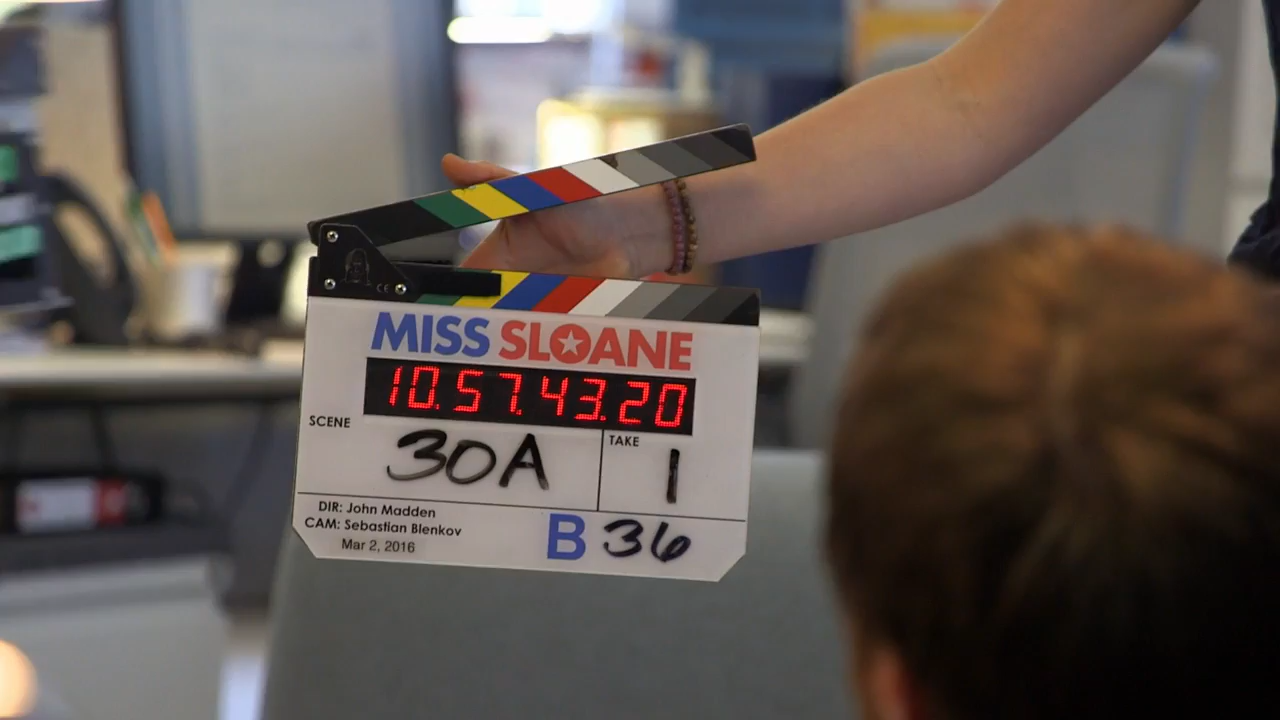 MISS SLOANE
10.57.43.20
SCENE
30A
TAKE
1
DIR: John Madden
CAM: Sebastian Blenkov
Mar 2, 2016
B 36
CE